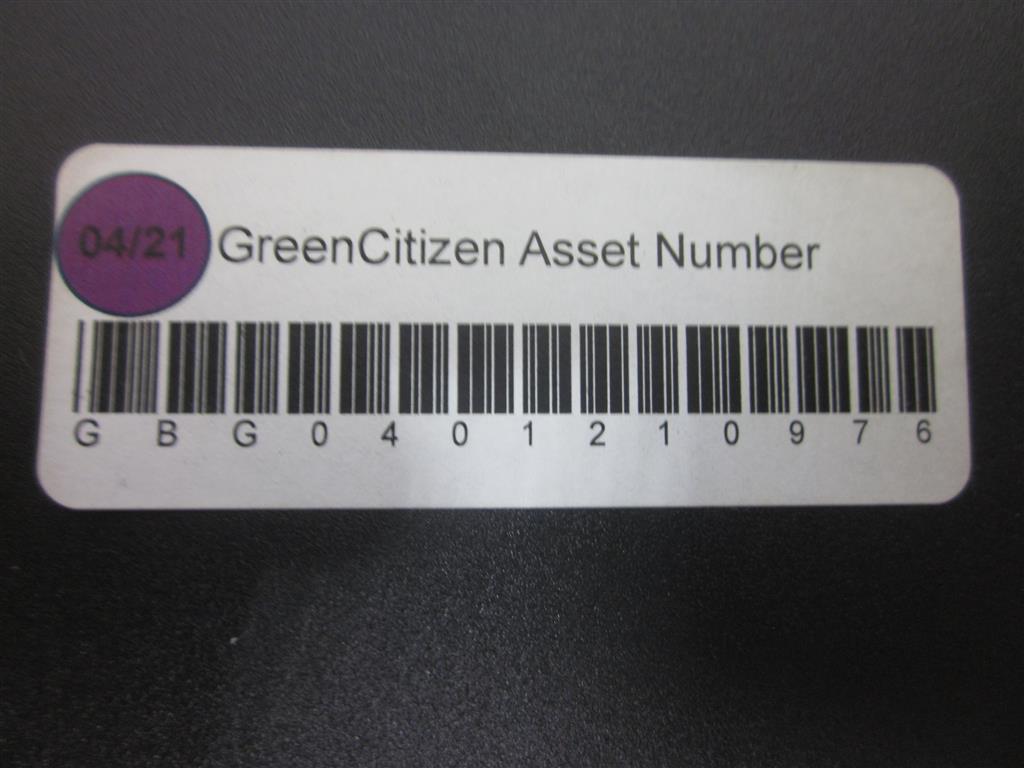 04/21 GreenCitizen Asset Number
G B G 0 4 0 1 2 1 0 9 7 6